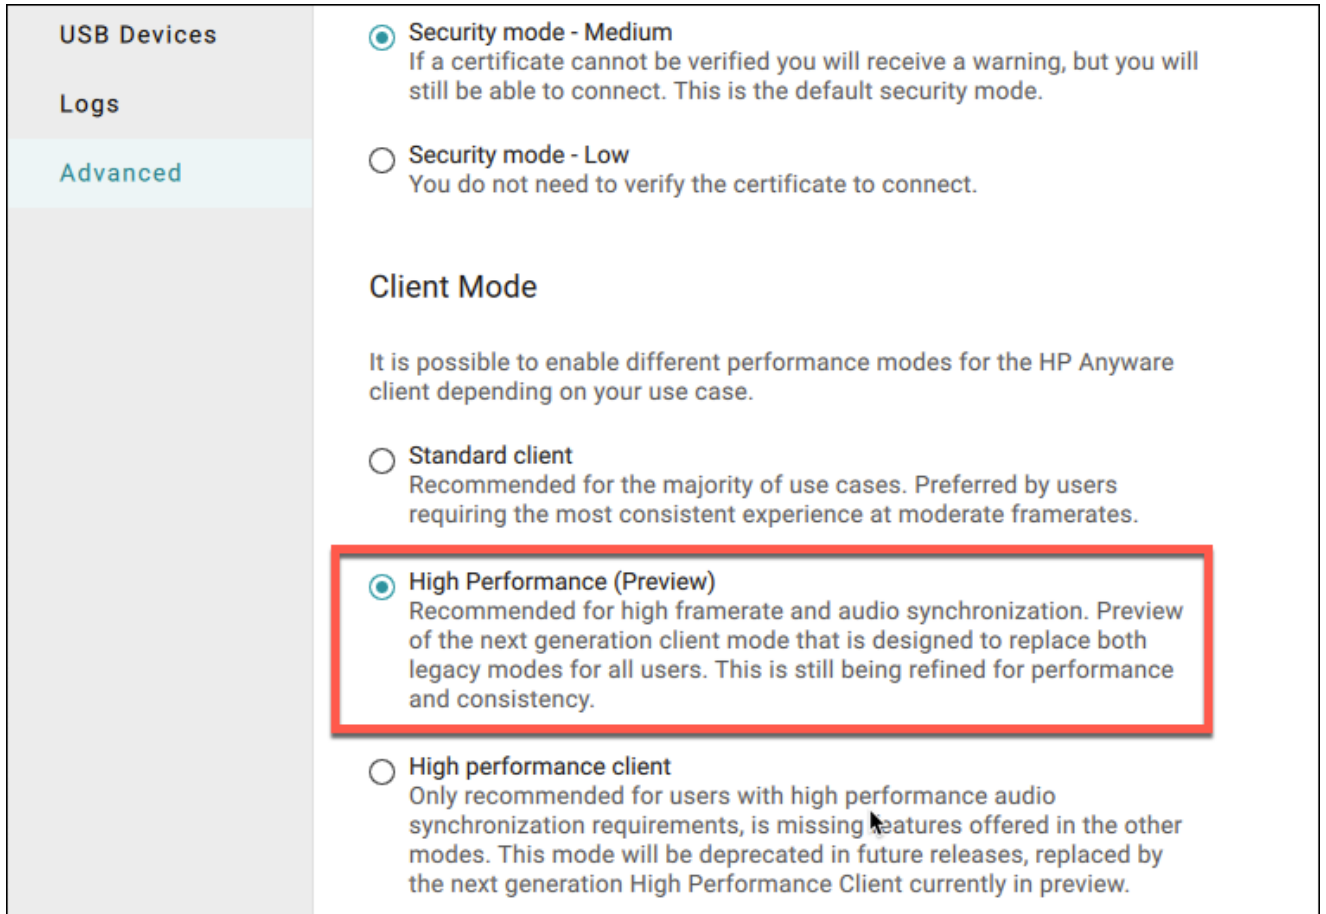 USB Devices
Logs
Advanced
Security mode - Medium
If a certificate cannot be verified you will receive a warning, but you will
still be able to connect. This is the default security mode.
Security mode - Low
You do not need to verify the certificate to connect.
Client Mode
It is possible to enable different performance modes for the HP Anyware
client depending on your use case.
Standard client
Recommended for the majority of use cases. Preferred by users
requiring the most consistent experience at moderate framerates.
High Performance (Preview)
Recommended for high framerate and audio synchronization. Preview
of the next generation client mode that is designed to replace both
legacy modes for all users. This is still being refined for performance
and consistency.
High performance client
Only recommended for users with high performance audio
synchronization requirements, is missing features offered in the other
modes. This mode will be deprecated in future releases, replaced by
the next generation High Performance Client currently in preview.